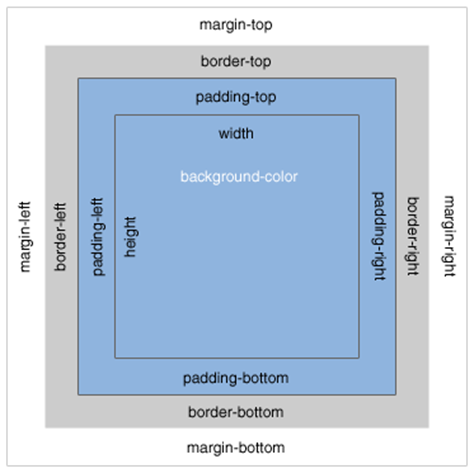 margin-top
border-top
padding-top
width
background-color
margin-left
border-left
padding-left
height
padding-right
border-right
margin-right
padding-bottom
border-bottom
margin-bottom